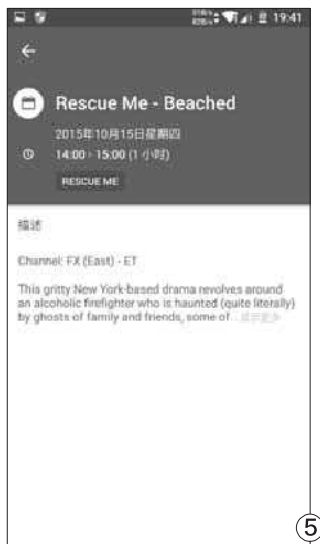 19:41
Rescue Me - Beached
2015年10月15日星期四
14:00 - 15:00 (1 小时)
RESCUE ME
描述
Channel: FX (East) - ET
This gritty New York-based drama revolves around
an alcoholic firefighter who is haunted (quite literally)
by ghosts of family and friends, some of
⑤